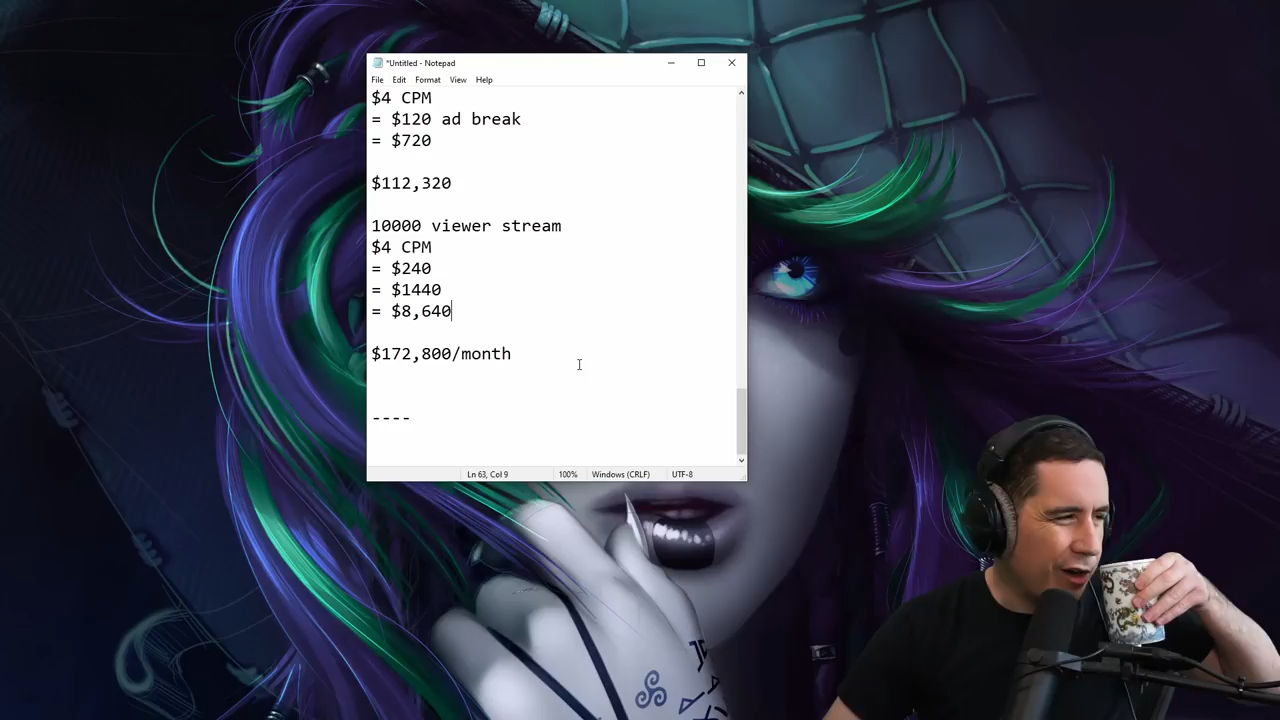 *Untitled - Notepad
File Edit Format View Help
$4 CPM
= $120 ad break
= $720
$112,320
10000 viewer stream
$4 CPM
= $240
= $1440
= $8,640
$172,800/month
----
Ln 63, Col 9 100% Windows (CRLF) UTF-8